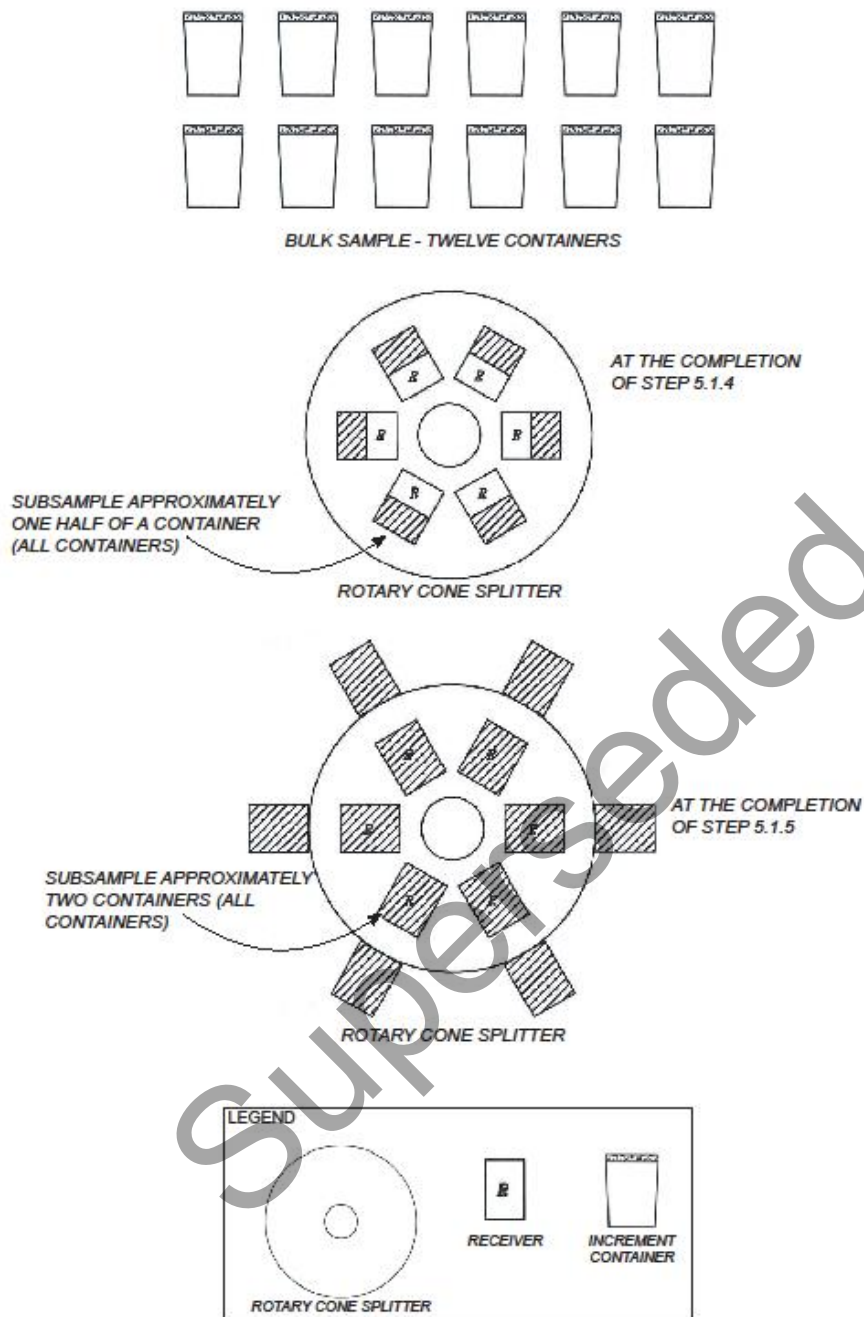 BULK SAMPLE - TWELVE CONTAINERS
AT THE COMPLETION
OF STEP 5.1.4
R
R
R
R
R
R
SUBSAMPLE APPROXIMATELY
ONE HALF OF A CONTAINER
(ALL CONTAINERS)
ROTARY CONE SPLITTER
R
R
R
R
R
R
AT THE COMPLETION
OF STEP 5.1.5
SUBSAMPLE APPROXIMATELY
TWO CONTAINERS (ALL
CONTAINERS)
ROTARY CONE SPLITTER
Superseded
LEGEND
R
RECEIVER
INCREMENT
CONTAINER
ROTARY CONE SPLITTER